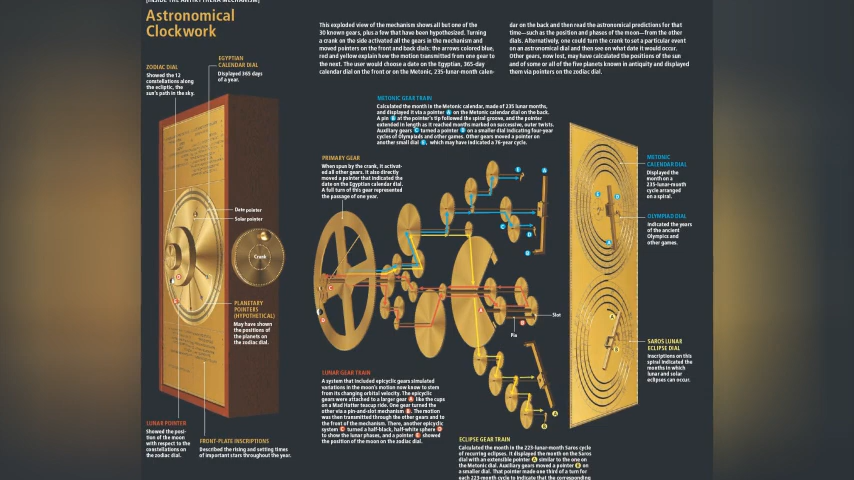 [INSIDE THE ANTIKYTHERA MECHANISM]
Astronomical
Clockwork
This exploded view of the mechanism shows all but one of the
30 known gears, plus a few that have been hypothesized. Turning
a crank on the side activated all the gears in the mechanism and
moved pointers on the front and back dials: the arrows colored blue,
red and yellow explain how the motion transmitted from one gear to
the next. The user would choose a date on the Egyptian, 365-day
calendar dial on the front or on the Metonic, 235-lunar-month calen-
dar on the back and then read the astronomical predictions for that
time—such as the position and phases of the moon—from the other
dials. Alternatively, one could turn the crank to set a particular event
on an astronomical dial and then see on what date it would occur.
Other gears, now lost, may have calculated the positions of the sun
and of some or all of the five planets known in antiquity and displayed
them via pointers on the zodiac dial.
EGYPTIAN
CALENDAR DIAL
Displayed 365 days
of a year.
ZODIAC DIAL
Showed the 12
constellations along
the ecliptic, the
sun's path in the sky.
METONIC GEAR TRAIN
Calculated the month in the Metonic calendar, made of 235 lunar months,
and displayed it via a pointer A on the Metonic calendar dial on the back.
A pin B at the pointer's tip followed the spiral groove, and the pointer
extended in length as it reached months marked on successive, outer twists.
Auxiliary gears C turned a pointer D on a smaller dial indicating four-year
cycles of Olympiads and other games. Other gears moved a pointer on
another small dial E, which may have indicated a 76-year cycle.
PRIMARY GEAR
When spun by the crank, it activat-
ed all other gears. It also directly
moved a pointer that indicated the
date on the Egyptian calendar dial.
A full turn of this gear represented
the passage of one year.
METONIC
CALENDAR DIAL
Displayed the
month on a
235-lunar-month
cycle arranged
on a spiral.
OLYMPIAD DIAL
Indicated the years
of the ancient
Olympics and
other games.
Date pointer
Solar pointer
Crank
PLANETARY
POINTERS
(HYPOTHETICAL)
May have shown
the positions of
the planets on
the zodiac dial.
Slot
Pin
SAROS LUNAR
ECLIPSE DIAL
Inscriptions on this
spiral indicated the
months in which
lunar and solar
eclipses can occur.
LUNAR GEAR TRAIN
A system that included epicyclic gears simulated
variations in the moon's motion now known to stem
from its changing orbital velocity. The epicyclic
gears were attached to a larger gear A like the cups
on a Mad Hatter teacup ride. One gear turned the
other via a pin-and-slot mechanism B. The motion
was then transmitted through the other gears and to
the front of the mechanism. There, another epicyclic
system C turned a half-black, half-white sphere D
to show the lunar phases, and a pointer E showed
the position of the moon on the zodiac dial.
LUNAR POINTER
Showed the posi-
tion of the moon
with respect to the
constellations on
the zodiac dial.
FRONT-PLATE INSCRIPTIONS
Described the rising and setting times
of important stars throughout the year.
ECLIPSE GEAR TRAIN
Calculated the month in the 223-lunar-month Saros cycle
of recurring eclipses. It displayed the month on the Saros
dial with an extensible pointer A similar to the one on
the Metonic dial. Auxiliary gears moved a pointer B on
a smaller dial. That pointer made one third of a turn for
each 223-month cycle to indicate that the corresponding